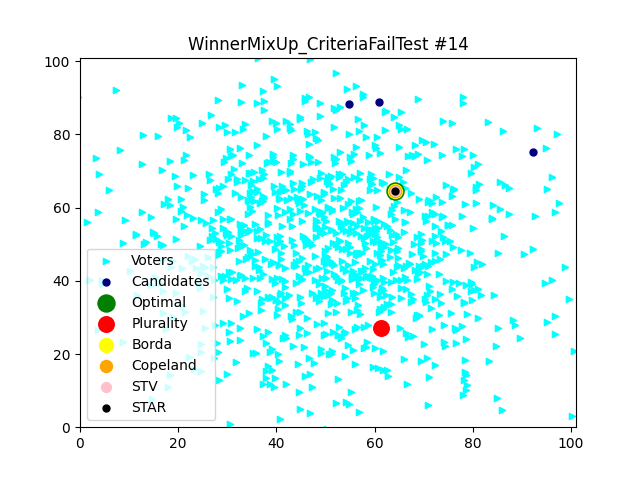 WinnerMixUp_CriteriaFailTest #14
100
80
60
40
20
0
Voters
Candidates
Optimal
Plurality
Borda
Copeland
STV
STAR
0 20 40 60 80 100